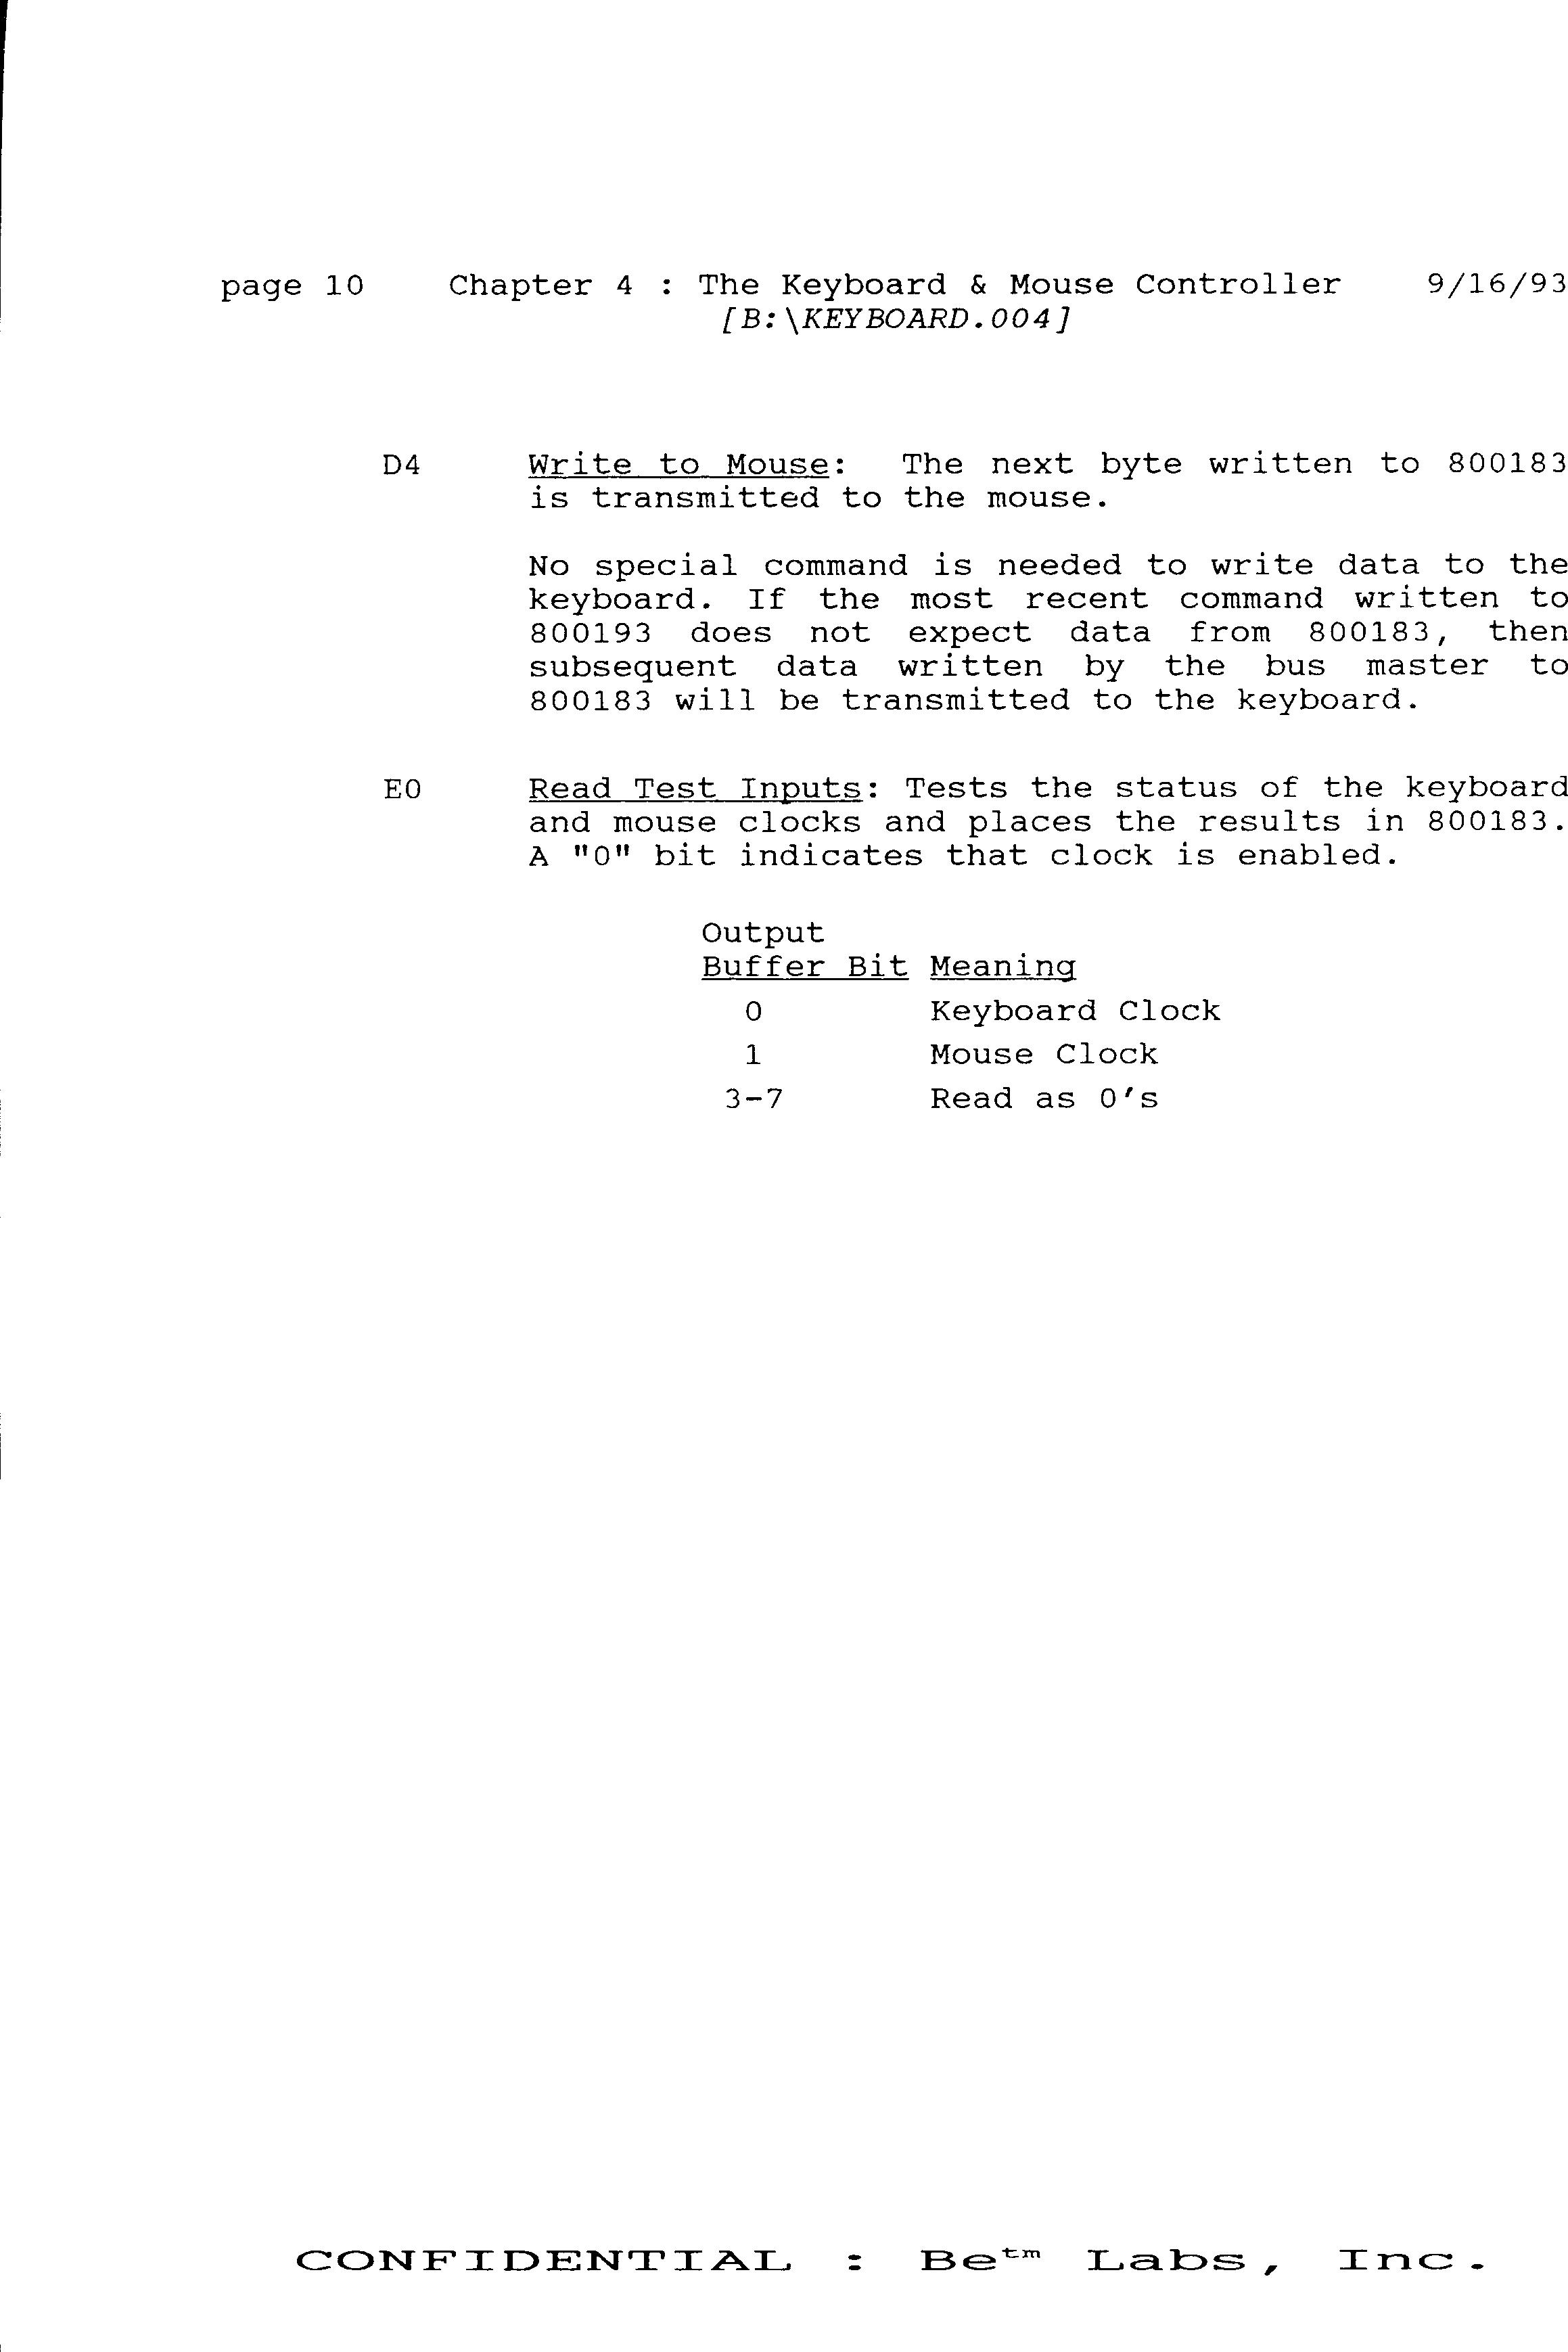 page 10 Chapter 4 : The Keyboard & Mouse Controller 9/16/93
[B:\KEYBOARD.004]
D4 Write to Mouse: The next byte written to 800183
is transmitted to the mouse.
No special command is needed to write data to the
keyboard. If the most recent command written to
800193 does not expect data from 800183, then
subsequent data written by the bus master to
800183 will be transmitted to the keyboard.
E0 Read Test Inputs: Tests the status of the keyboard
and mouse clocks and places the results in 800183.
A "0" bit indicates that clock is enabled.
Output
Buffer Bit Meaning
0 Keyboard Clock
1 Mouse Clock
3-7 Read as 0's
CONFIDENTIAL : Be™ Labs, Inc.